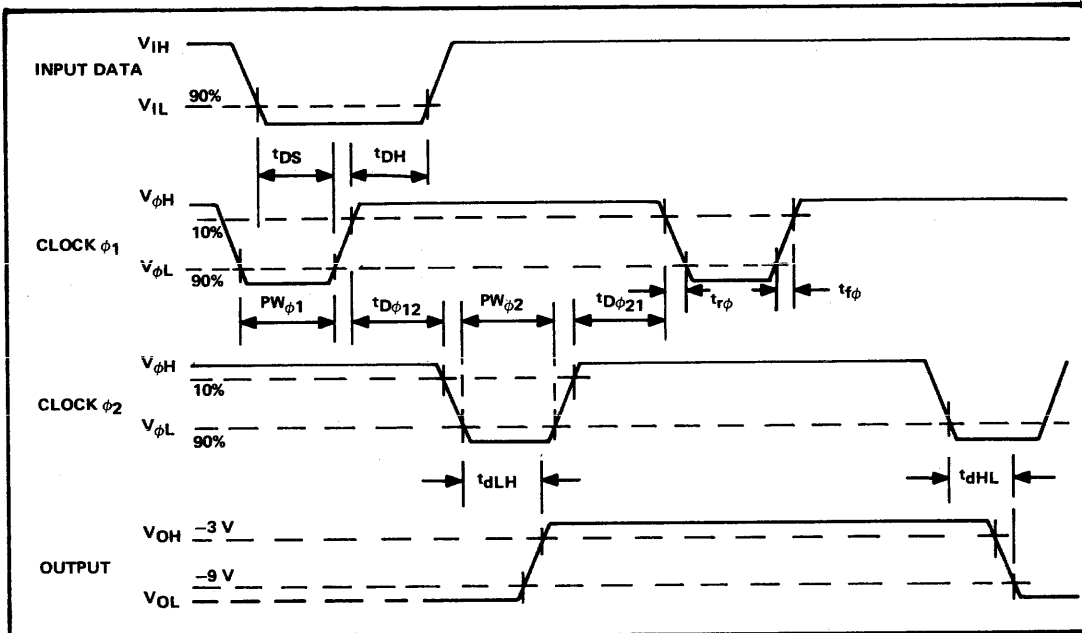 VIH
INPUT DATA
90%
VIL
tDS
tDH
VϕH
10%
CLOCK ϕ1
VϕL
90%
PWϕ1
tDϕ12
PWϕ2
tDϕ21
trϕ
tfϕ
VϕH
10%
CLOCK ϕ2
VϕL
90%
tdLH
tdHL
VOH
−3 V
OUTPUT
−9 V
VOL